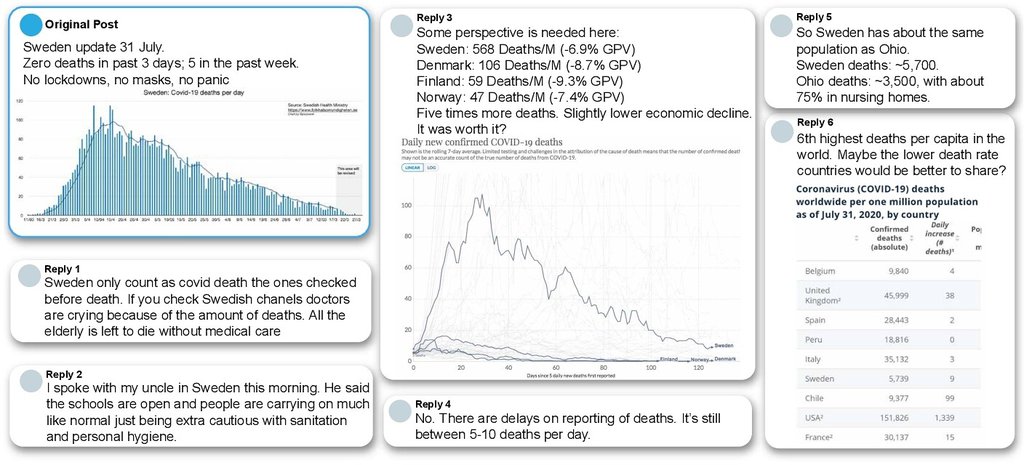 Original Post
Sweden update 31 July.
Zero deaths in past 3 days; 5 in the past week.
No lockdowns, no masks, no panic
Sweden: Covid-19 deaths per day
Source: Swedish Health Ministry
This area will
be revised
120
100
80
60
40
20
0
Reply 1
Sweden only count as covid death the ones checked
before death. If you check Swedish chanels doctors
are crying because of the amount of deaths. All the
elderly is left to die without medical care
Reply 2
I spoke with my uncle in Sweden this morning. He said
the schools are open and people are carrying on much
like normal just being extra cautious with sanitation
and personal hygiene.
Reply 3
Some perspective is needed here:
Sweden: 568 Deaths/M (-6.9% GPV)
Denmark: 106 Deaths/M (-8.7% GPV)
Finland: 59 Deaths/M (-9.3% GPV)
Norway: 47 Deaths/M (-7.4% GPV)
Five times more deaths. Slightly lower economic decline.
It was worth it?
Daily new confirmed COVID-19 deaths
Shown is the rolling 7-day average. Limited testing and challenges in the attribution of the cause of death means that the number of confirmed deaths
may not be an accurate count of the true number of deaths from COVID-19.
LINEAR LOG
100
80
60
40
20
0
Sweden
Finland Norway Denmark
0 20 40 60 80 100 120
Days since 5 daily new deaths first reported
Reply 4
No. There are delays on reporting of deaths. It's still
between 5-10 deaths per day.
Reply 5
So Sweden has about the same
population as Ohio.
Sweden deaths: ~5,700.
Ohio deaths: ~3,500, with about
75% in nursing homes.
Reply 6
6th highest deaths per capita in the
world. Maybe the lower death rate
countries would be better to share?
Coronavirus (COVID-19) deaths
worldwide per one million population
as of July 31, 2020, by country
Confirmed deaths (absolute) Daily increase (# deaths)¹ Po
m
Belgium 9,840 4
United Kingdom² 45,999 38
Spain 28,443 2
Peru 18,816 0
Italy 35,132 3
Sweden 5,739 9
Chile 9,377 99
USA² 151,826 1,339
France² 30,137 15